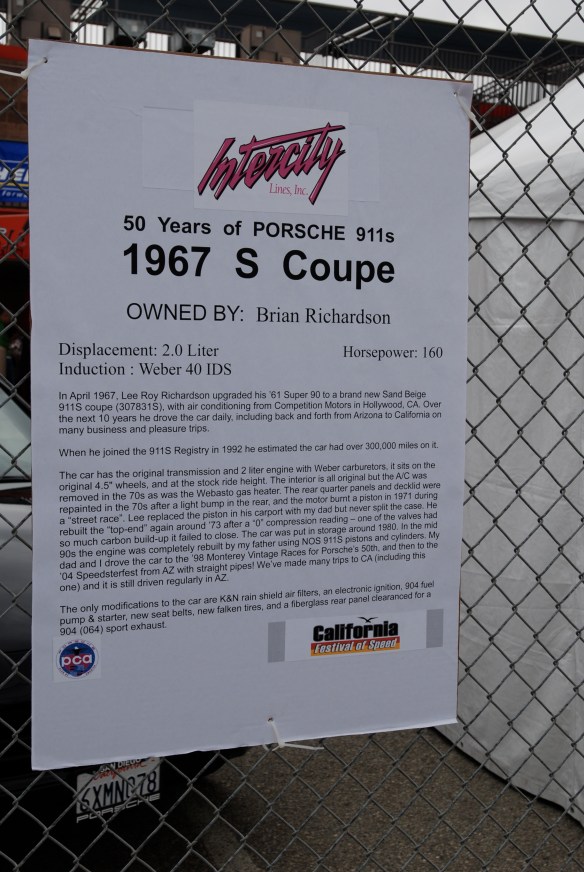 Intercity
Lines, Inc.
50 Years of PORSCHE 911s
1967 S Coupe
OWNED BY: Brian Richardson
Displacement: 2.0 Liter Horsepower: 160
Induction : Weber 40 IDS
In April 1967, Lee Roy Richardson upgraded his '61 Super 90 to a brand new Sand Beige
911S coupe (307831S), with air conditioning from Competition Motors in Hollywood, CA. Over
the next 10 years he drove the car daily, including back and forth from Arizona to California on
many business and pleasure trips.
When he joined the 911S Registry in 1992 he estimated the car had over 300,000 miles on it.
The car has the original transmission and 2 liter engine with Weber carburetors, it sits on the
original 4.5" wheels, and at the stock ride height. The interior is all original but the A/C was
removed in the 70s as was the Webasto gas heater. The rear quarter panels and decklid were
repainted in the 70s after a light bump in the rear, and the motor burnt a piston in 1971 during
a "street race". Lee replaced the piston in his carport with my dad but never split the case. He
rebuilt the "top-end" again around '73 after a "0" compression reading – one of the valves had
so much carbon build-up it failed to close. The car was put in storage around 1980. In the mid
90s the engine was completely rebuilt by my father using NOS 911S pistons and cylinders. My
dad and I drove the car to the '98 Monterey Vintage Races for Porsche's 50th, and then to the
'04 Speedsterfest from AZ with straight pipes! We've made many trips to CA (including this
one) and it is still driven regularly in AZ.
The only modifications to the car are K&N rain shield air filters, an electronic ignition, 904 fuel
pump & starter, new seat belts, new falken tires, and a fiberglass rear panel clearanced for a
904 (064) sport exhaust.
pca
California
Festival of Speed
PORSCHE